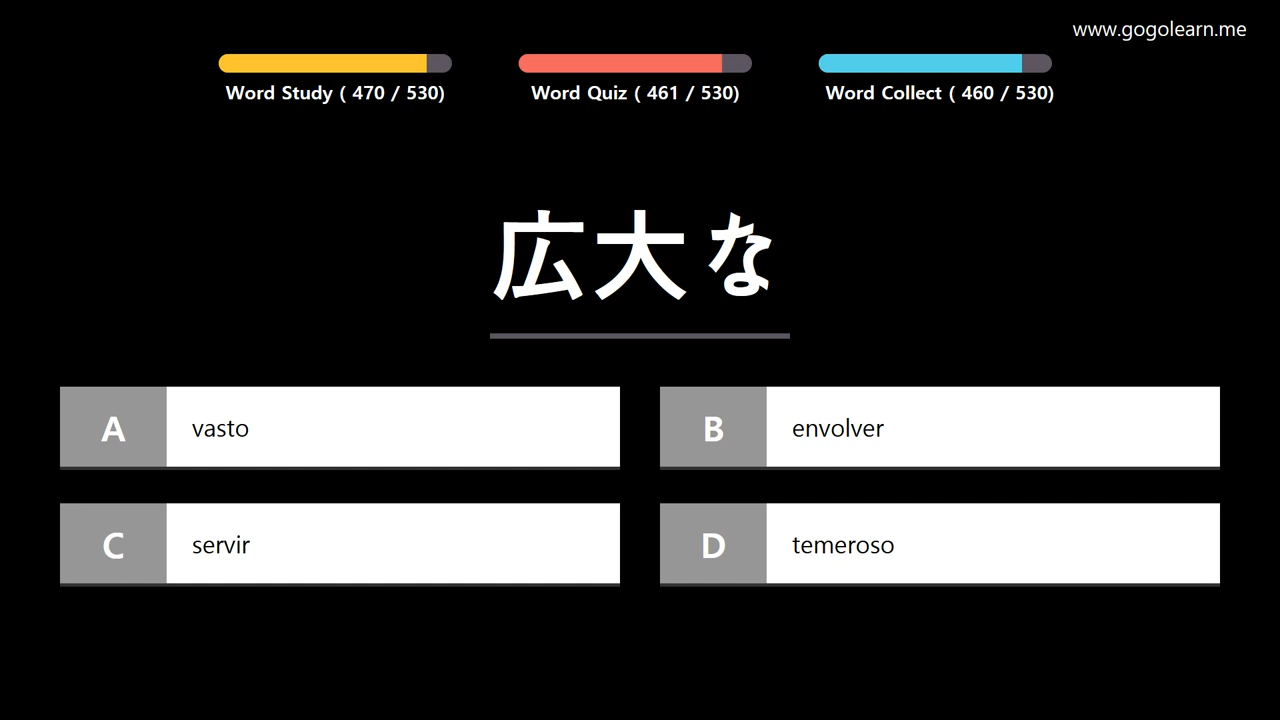 www.gogolearn.me
Word Study ( 470 / 530)
Word Quiz ( 461 / 530)
Word Collect ( 460 / 530)
広大な
A vasto
B envolver
C servir
D temeroso